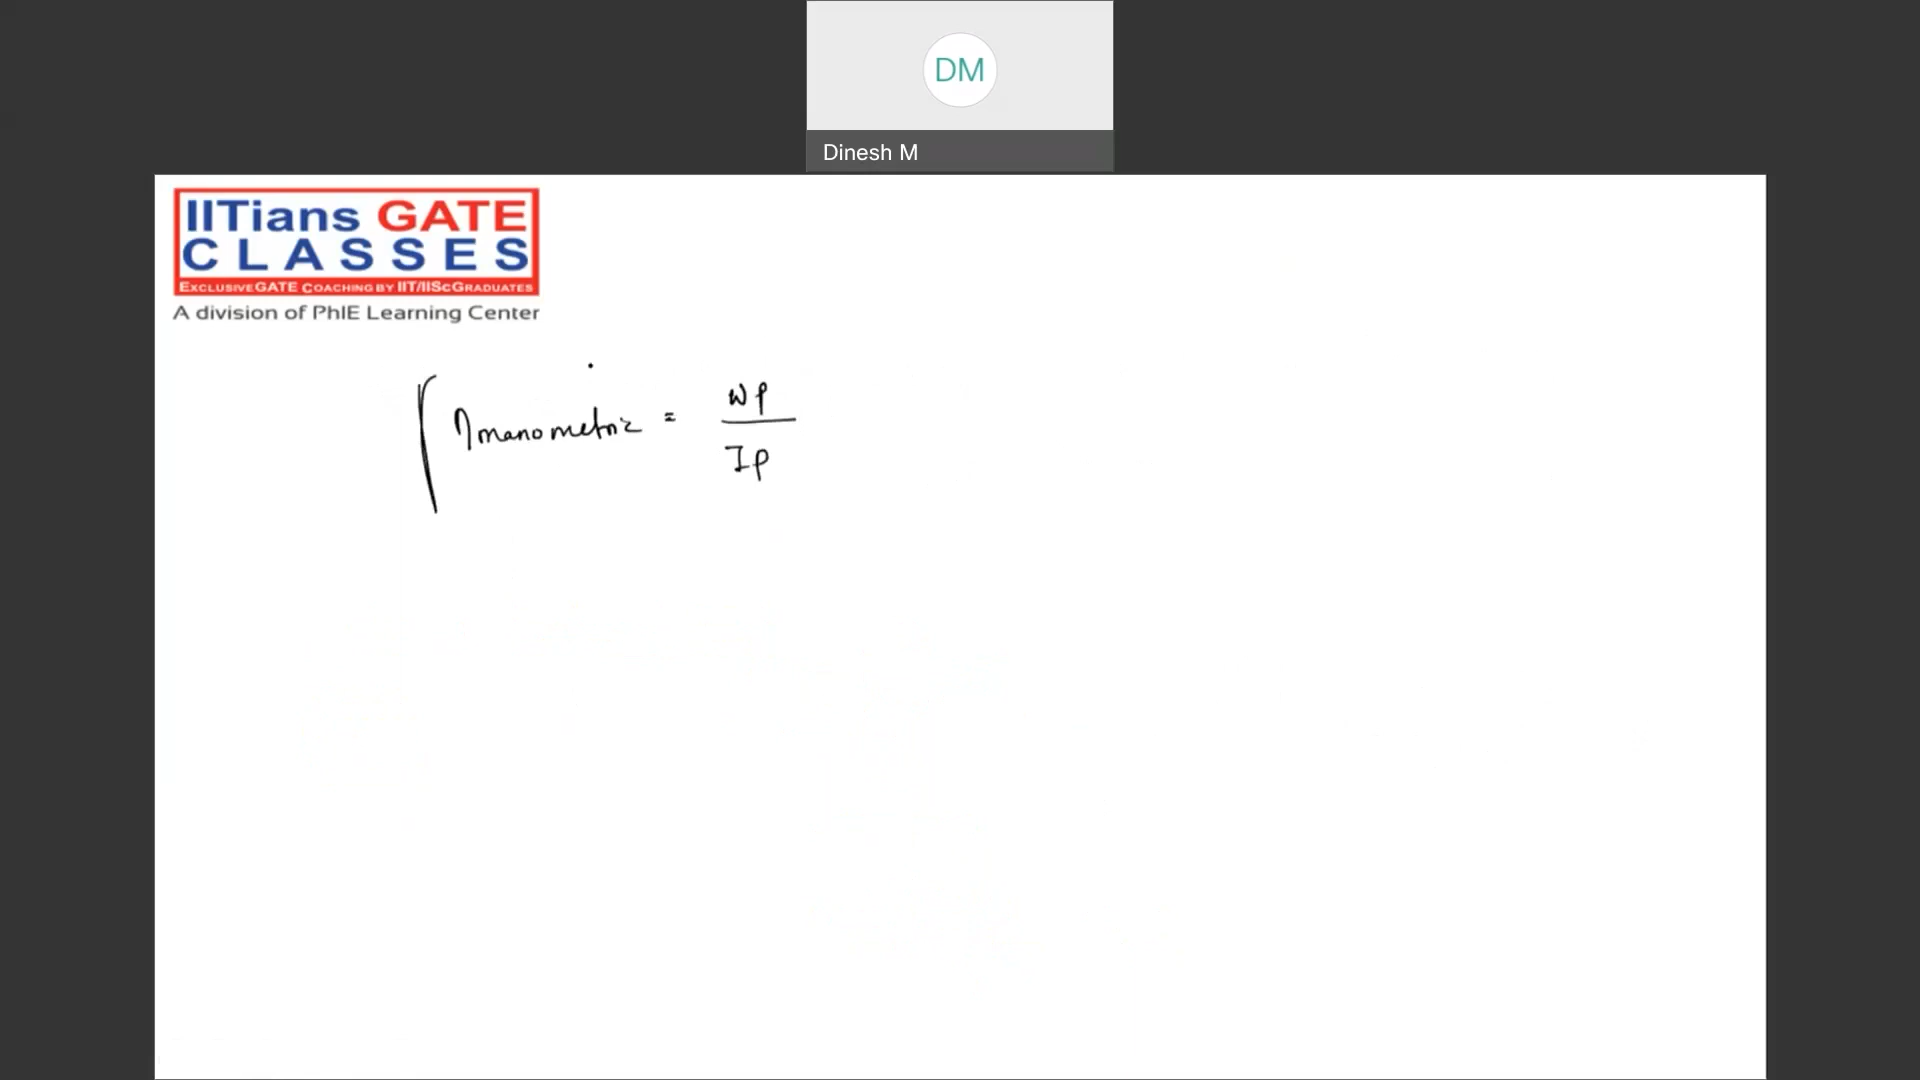 DM
Dinesh M
IITians GATE
CLASSES
EXCLUSIVE GATE COACHING BY IIT/IISc GRADUATES
A division of PhIE Learning Center
ηmanometric = WP
IP